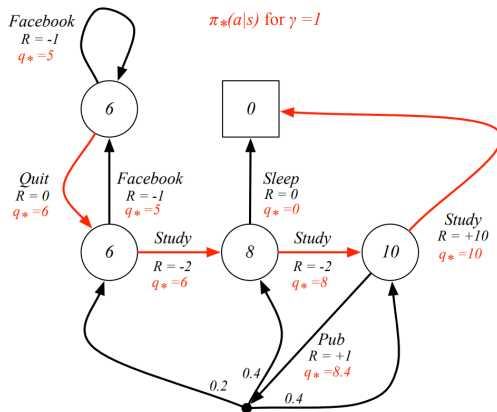 π*(a|s) for γ =1
Facebook
R = -1
q* =5
6
0
Quit
R = 0
q* =6
Facebook
R = -1
q* =5
Sleep
R = 0
q* =0
Study
R = +10
q* =10
6
Study
R = -2
q* =6
8
Study
R = -2
q* =8
10
Pub
R = +1
q* =8.4
0.2
0.4
0.4